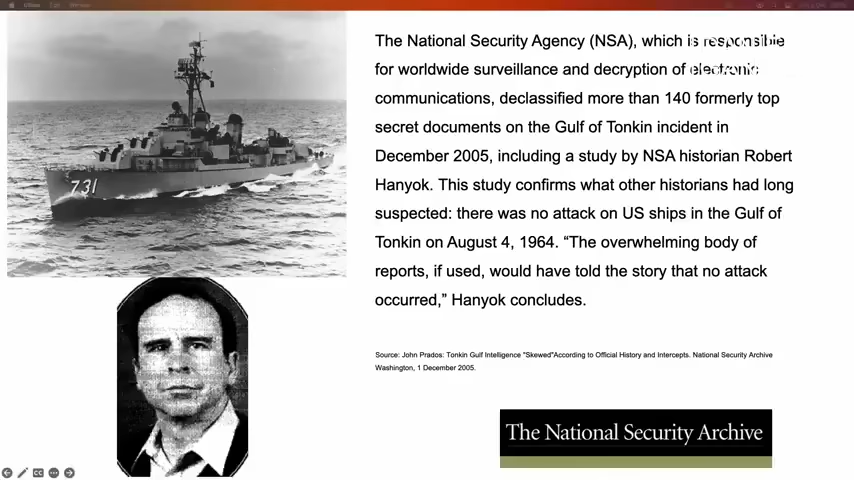 731
The National Security Agency (NSA), which is responsible
for worldwide surveillance and decryption of electronic
communications, declassified more than 140 formerly top
secret documents on the Gulf of Tonkin incident in
December 2005, including a study by NSA historian Robert
Hanyok. This study confirms what other historians had long
suspected: there was no attack on US ships in the Gulf of
Tonkin on August 4, 1964. “The overwhelming body of
reports, if used, would have told the story that no attack
occurred,” Hanyok concludes.
Source: John Prados: Tonkin Gulf Intelligence "Skewed"According to Official History and Intercepts. National Security Archive
Washington, 1 December 2005.
The National Security Archive
CC